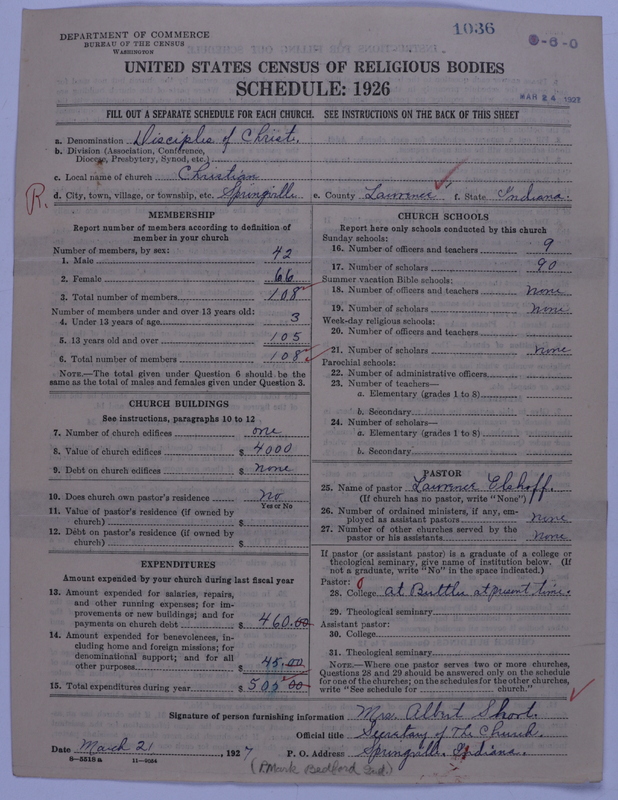 1036
DEPARTMENT OF COMMERCE
BUREAU OF THE CENSUS
WASHINGTON
-6-0
MAR 24 1927
UNITED STATES CENSUS OF RELIGIOUS BODIES
SCHEDULE: 1926
FILL OUT A SEPARATE SCHEDULE FOR EACH CHURCH. SEE INSTRUCTIONS ON THE BACK OF THIS SHEET
a. Denomination Disciples of Christ.
b. Division (Association, Conference,
Diocese, Presbytery, Synod, etc.)
c. Local name of church Christian
R. d. City, town, village, or township, etc. Springville e. County Lawrence f. State Indiana.
MEMBERSHIP
Report number of members according to definition of
member in your church
Number of members, by sex:
1. Male 42
2. Female 66
3. Total number of members 108
Number of members under and over 13 years old:
4. Under 13 years of age 3
5. 13 years old and over 105
6. Total number of members 108
NOTE.—The total given under Question 6 should be the
same as the total of males and females given under Question 3.
CHURCH BUILDINGS
See instructions, paragraphs 10 to 12
7. Number of church edifices one
8. Value of church edifices $ 4000
9. Debt on church edifices $ none
10. Does church own pastor's residence No
Yes or No
11. Value of pastor's residence (if owned by
church) $
12. Debt on pastor's residence (if owned by
church) $
EXPENDITURES
Amount expended by your church during last fiscal year
13. Amount expended for salaries, repairs,
and other running expenses; for im-
provements or new buildings; and for
payments on church debt $ 460.00
14. Amount expended for benevolences, in-
cluding home and foreign missions; for
denominational support; and for all
other purposes $ 45.00
15. Total expenditures during year $ 505 00
CHURCH SCHOOLS
Report here only schools conducted by this church
Sunday schools:
16. Number of officers and teachers 9
17. Number of scholars 90
Summer vacation Bible schools:
18. Number of officers and teachers none
19. Number of scholars none
Week-day religious schools:
20. Number of officers and teachers
21. Number of scholars none
Parochial schools:
22. Number of administrative officers
23. Number of teachers—
a. Elementary (grades 1 to 8)
b. Secondary
24. Number of scholars—
a. Elementary (grades 1 to 8)
b. Secondary
PASTOR
25. Name of pastor Lawrence Elshoff.
(If church has no pastor, write "None")
26. Number of ordained ministers, if any, em-
ployed as assistant pastors none
27. Number of other churches served by the
pastor or his assistants none
If pastor (or assistant pastor) is a graduate of a college or
theological seminary, give name of institution below. (If
not a graduate, write "No" in the space indicated.)
Pastor:
28. College at Buttler at present time.
29. Theological seminary
Assistant pastor:
30. College
31. Theological seminary
NOTE.—Where one pastor serves two or more churches,
Questions 28 and 29 should be answered only on the schedule
for one of the churches; on the schedules for the other churches,
write "See schedule for church."
Signature of person furnishing information Mrs Albert Short.
Official title Secretary of The Church.
Date March 21, 1927 P. O. Address Springville, Indiana.
8-5518a 11-9084
Bedford Ind.)